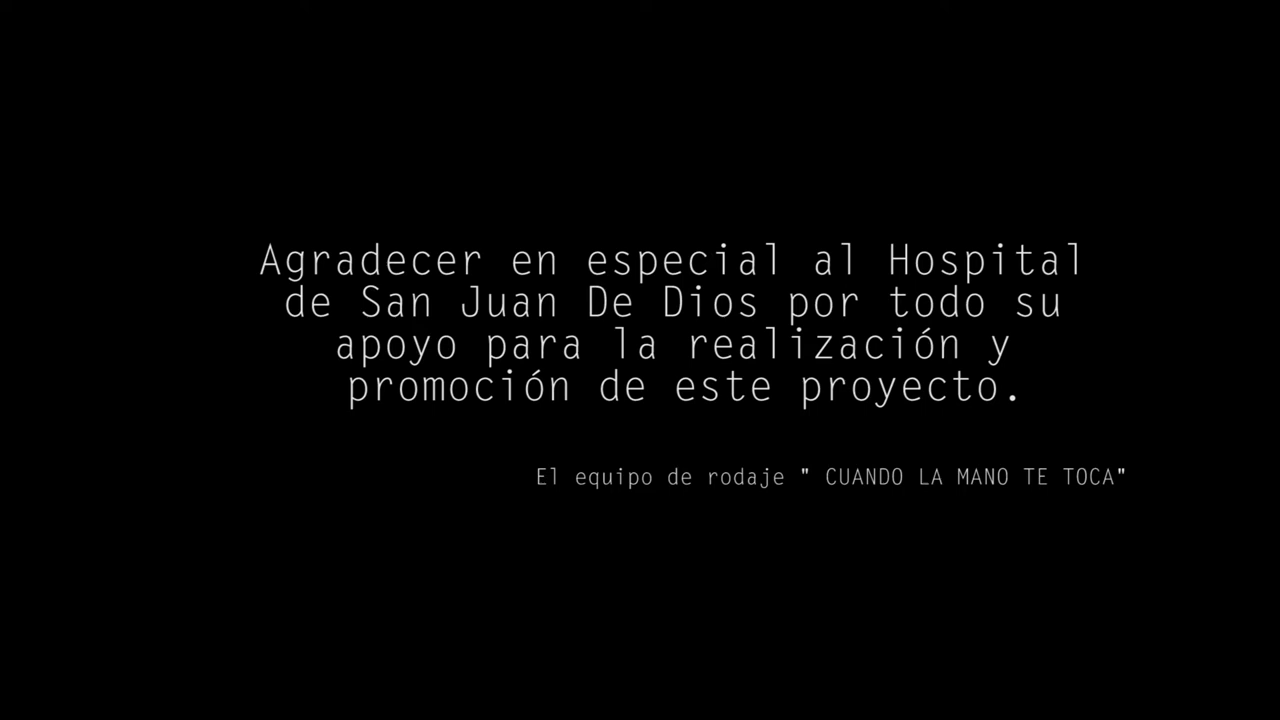 Agradecer en especial al Hospital
de San Juan De Dios por todo su
apoyo para la realización y
promoción de este proyecto.
El equipo de rodaje " CUANDO LA MANO TE TOCA"